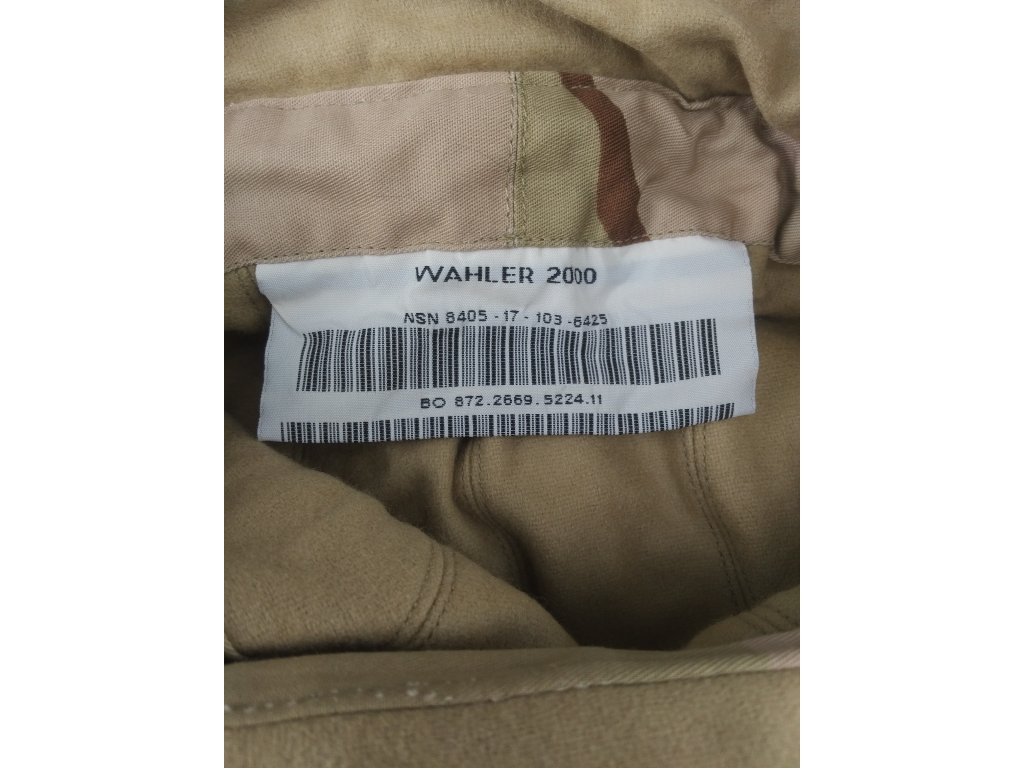 WAHLER 2000
NSN 8405-17-103-6425
BO 872.2669.5224.11